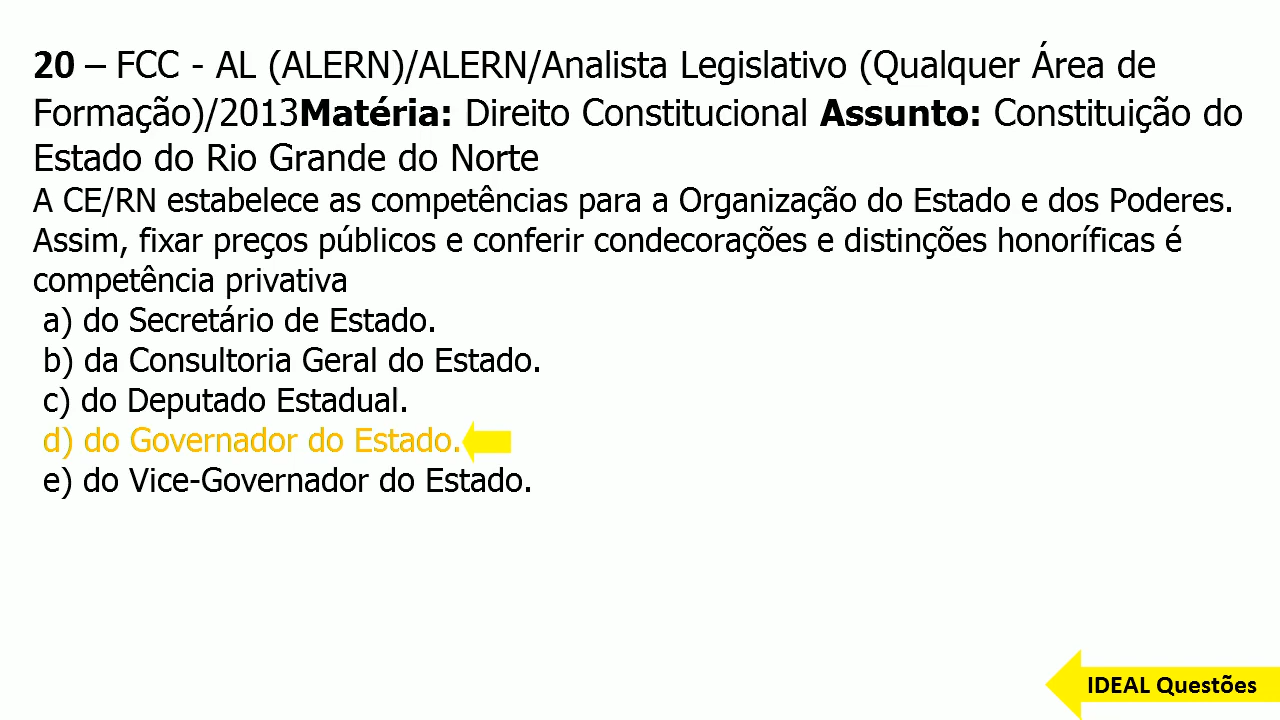 20 – FCC - AL (ALERN)/ALERN/Analista Legislativo (Qualquer Área de
Formação)/2013Matéria: Direito Constitucional Assunto: Constituição do
Estado do Rio Grande do Norte
A CE/RN estabelece as competências para a Organização do Estado e dos Poderes.
Assim, fixar preços públicos e conferir condecorações e distinções honoríficas é
competência privativa
a) do Secretário de Estado.
b) da Consultoria Geral do Estado.
c) do Deputado Estadual.
d) do Governador do Estado.
e) do Vice-Governador do Estado.
IDEAL Questões